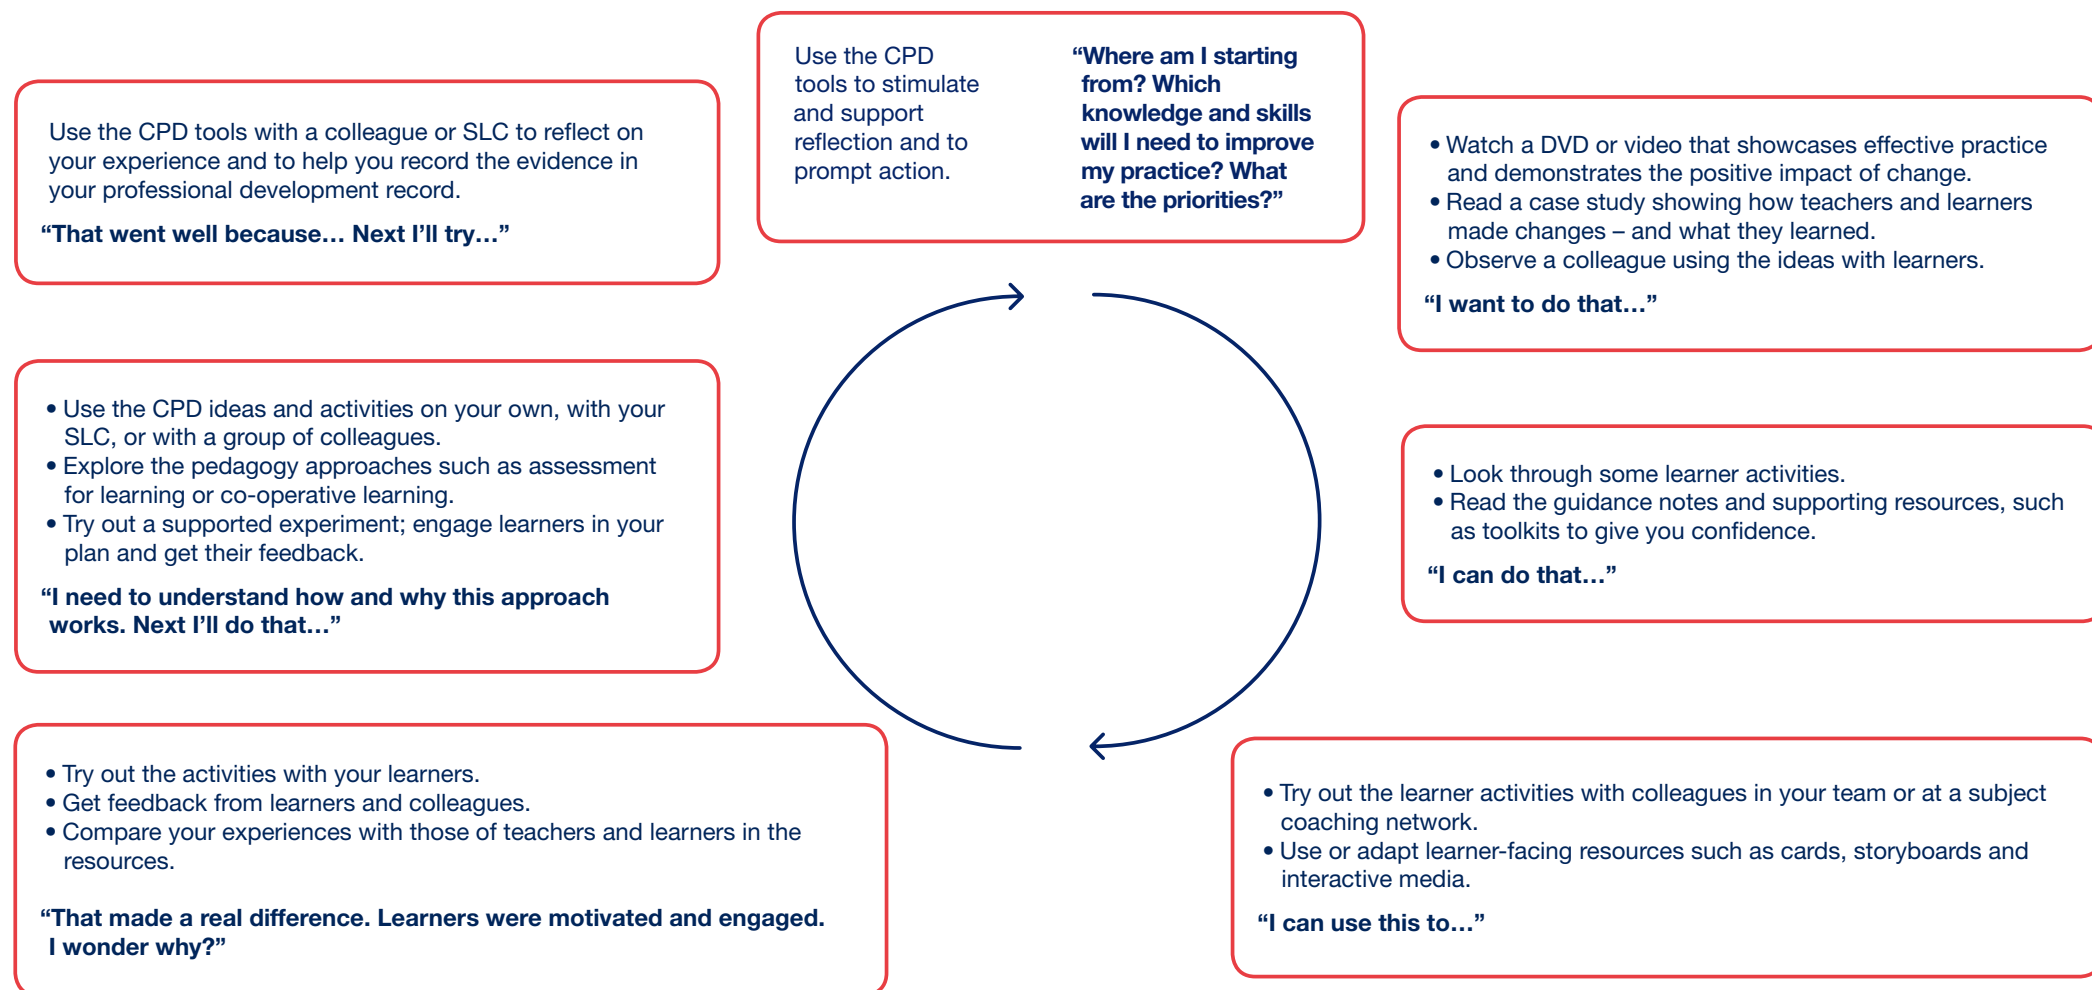 Use the CPD
tools to stimulate
and support
reflection and to
prompt action.
“Where am I starting
from? Which
knowledge and skills
will I need to improve
my practice? What
are the priorities?”
• Watch a DVD or video that showcases effective practice
and demonstrates the positive impact of change.
• Read a case study showing how teachers and learners
made changes – and what they learned.
• Observe a colleague using the ideas with learners.
“I want to do that…”
• Look through some learner activities.
• Read the guidance notes and supporting resources, such
as toolkits to give you confidence.
“I can do that…”
• Try out the learner activities with colleagues in your team or at a subject
coaching network.
• Use or adapt learner-facing resources such as cards, storyboards and
interactive media.
“I can use this to…”
• Try out the activities with your learners.
• Get feedback from learners and colleagues.
• Compare your experiences with those of teachers and learners in the
resources.
“That made a real difference. Learners were motivated and engaged.
I wonder why?”
• Use the CPD ideas and activities on your own, with your
SLC, or with a group of colleagues.
• Explore the pedagogy approaches such as assessment
for learning or co-operative learning.
• Try out a supported experiment; engage learners in your
plan and get their feedback.
“I need to understand how and why this approach
works. Next I’ll do that…”
Use the CPD tools with a colleague or SLC to reflect on
your experience and to help you record the evidence in
your professional development record.
“That went well because… Next I’ll try…”